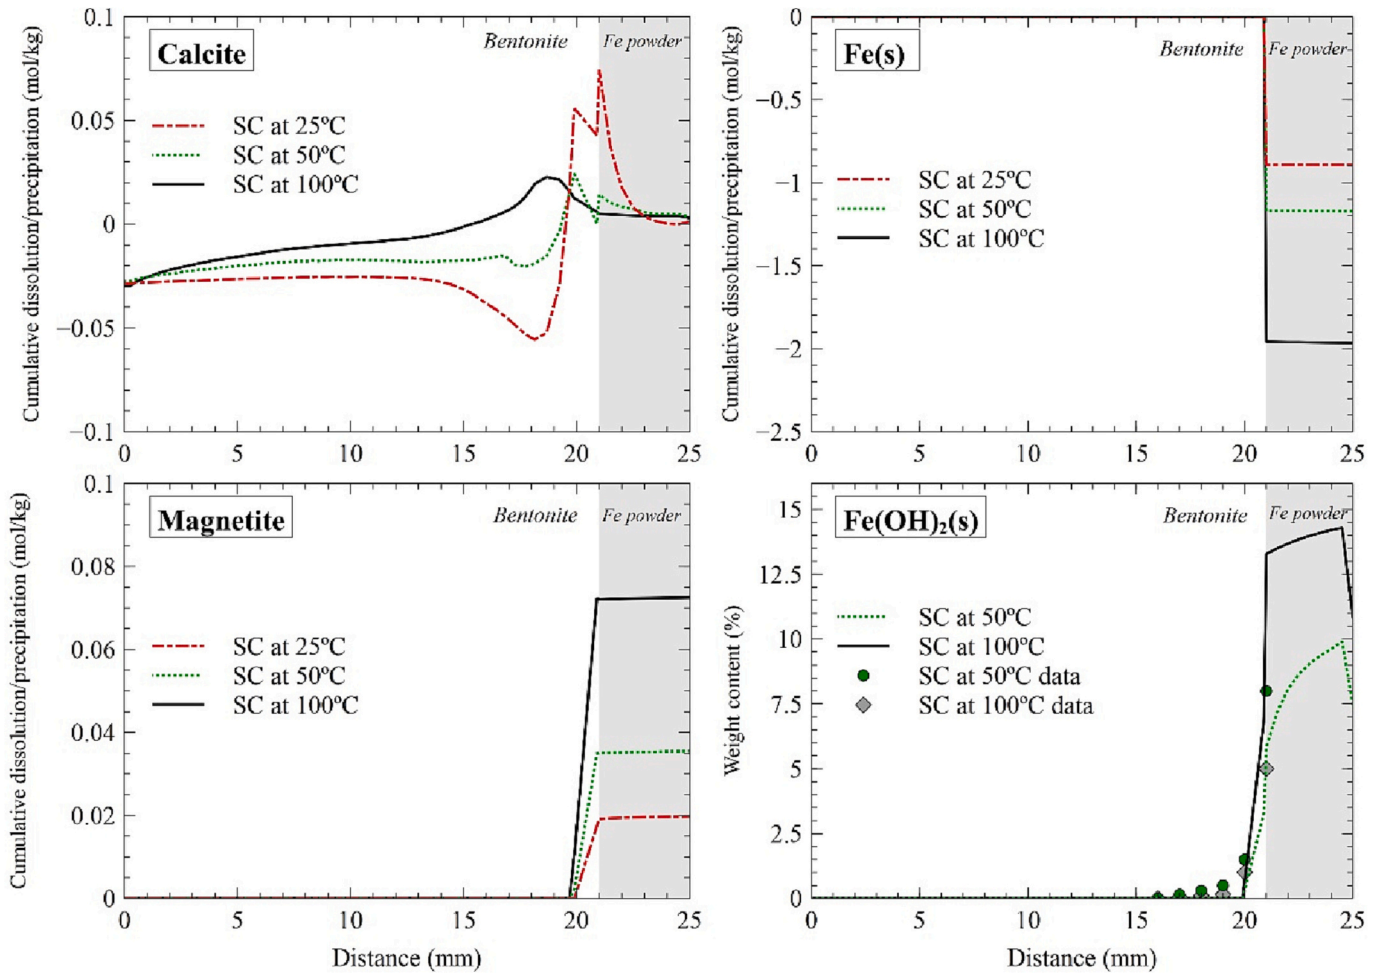 Calcite
Bentonite
Fe powder
SC at 25ºC
SC at 50ºC
SC at 100ºC
Cumulative dissolution/precipitation (mol/kg)
0.1
0.05
0
−0.05
−0.1
0 5 10 15 20 25
Fe(s)
Bentonite
Fe powder
SC at 25ºC
SC at 50ºC
SC at 100ºC
Cumulative dissolution/precipitation (mol/kg)
0
−0.5
−1
−1.5
−2
−2.5
0 5 10 15 20 25
Magnetite
Bentonite
Fe powder
SC at 25ºC
SC at 50ºC
SC at 100ºC
Cumulative dissolution/precipitation (mol/kg)
0.1
0.08
0.06
0.04
0.02
0
0 5 10 15 20 25
Distance (mm)
Fe(OH)₂(s)
Bentonite
Fe powder
SC at 50ºC
SC at 100ºC
SC at 50ºC data
SC at 100ºC data
Weight content (%)
15
12.5
10
7.5
5
2.5
0
0 5 10 15 20 25
Distance (mm)